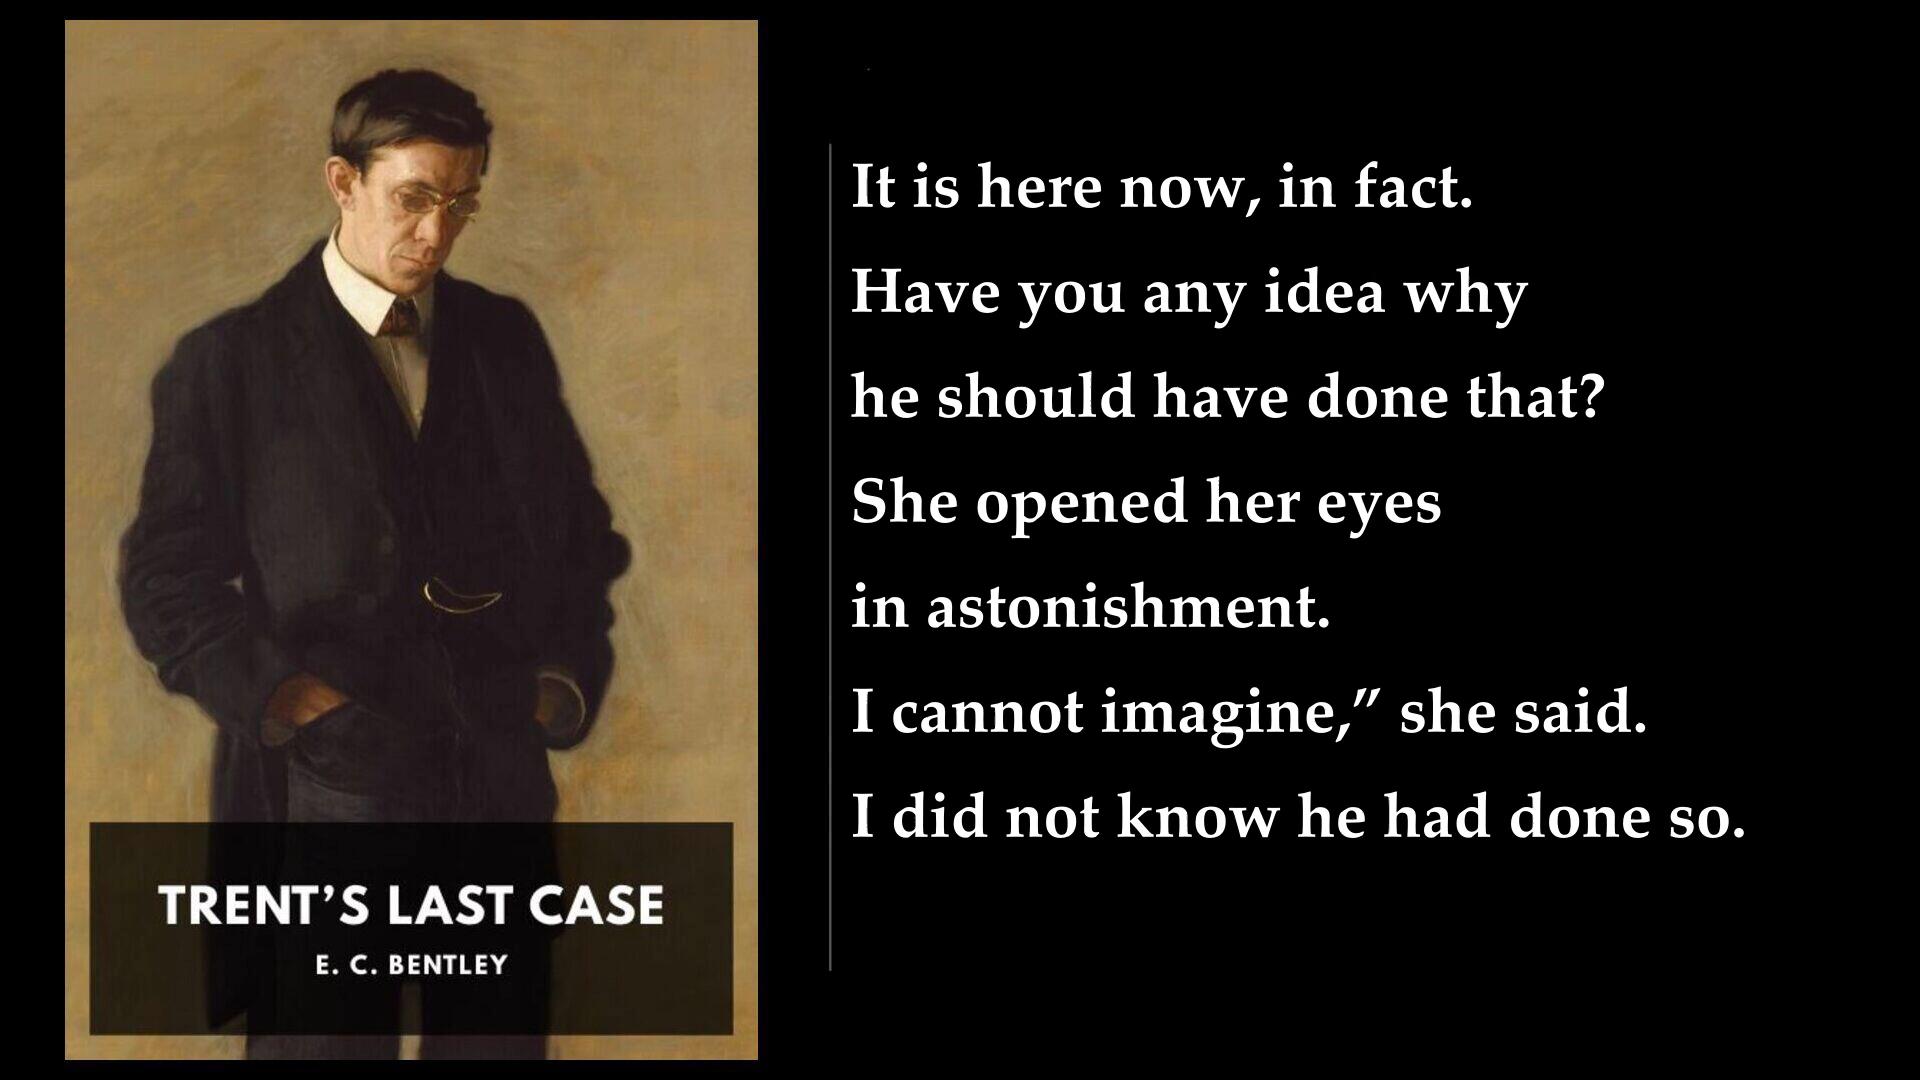 TRENT’S LAST CASE
E. C. BENTLEY
It is here now, in fact.
Have you any idea why
he should have done that?
She opened her eyes
in astonishment.
I cannot imagine,” she said.
I did not know he had done so.